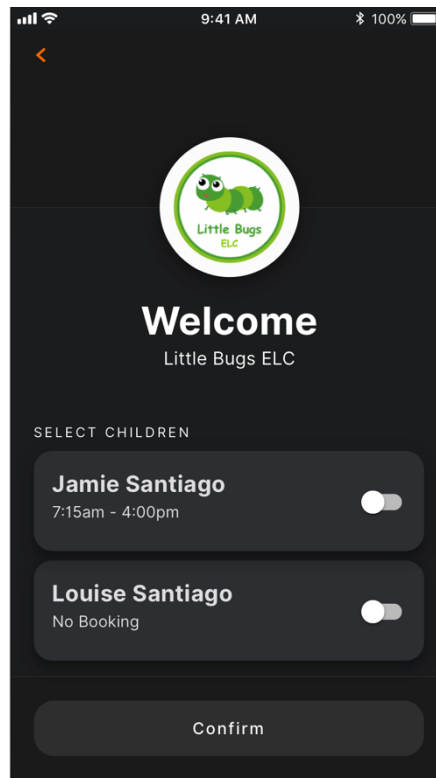 9:41 AM 100%
Little Bugs
ELC
Welcome
Little Bugs ELC
SELECT CHILDREN
Jamie Santiago
7:15am - 4:00pm
Louise Santiago
No Booking
Confirm